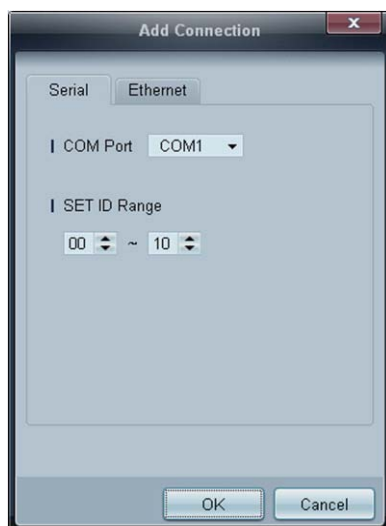 Add Connection
Serial Ethernet
COM Port COM1
SET ID Range
00 ~ 10
OK Cancel